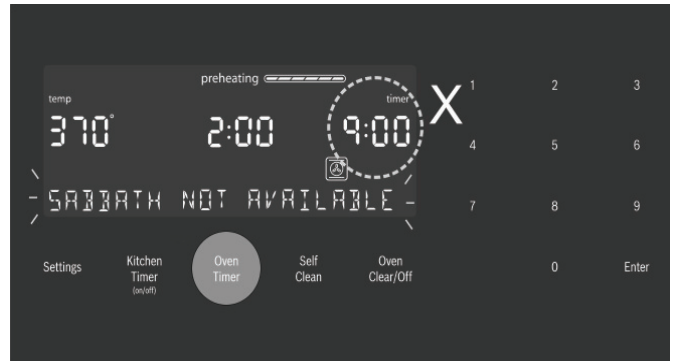 preheating
temp
timer
370° 2:00 9:00
X
SABBATH NOT AVAILABLE
Settings
Kitchen
Timer
(on/off)
Oven
Timer
Self
Clean
Oven
Clear/Off
1 2 3
4 5 6
7 8 9
0 Enter